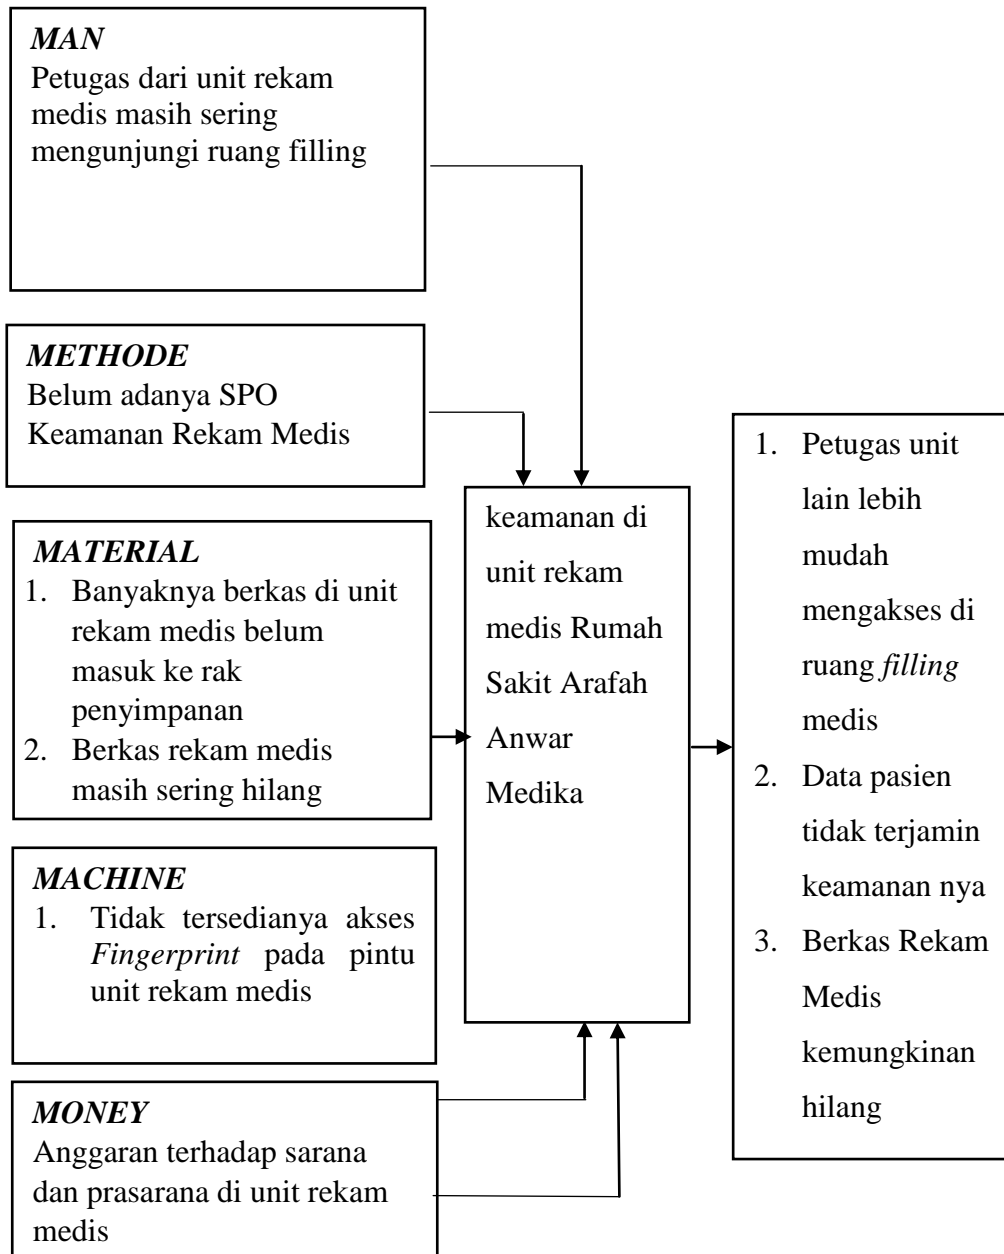 MAN
Petugas dari unit rekam
medis masih sering
mengunjungi ruang filling
METHODE
Belum adanya SPO
Keamanan Rekam Medis
MATERIAL
1. Banyaknya berkas di unit
rekam medis belum
masuk ke rak
penyimpanan
2. Berkas rekam medis
masih sering hilang
MACHINE
1. Tidak tersedianya akses
Fingerprint pada pintu
unit rekam medis
MONEY
Anggaran terhadap sarana
dan prasarana di unit rekam
medis
keamanan di
unit rekam
medis Rumah
Sakit Arafah
Anwar
Medika
1. Petugas unit
lain lebih
mudah
mengakses di
ruang filling
medis
2. Data pasien
tidak terjamin
keamanan nya
3. Berkas Rekam
Medis
kemungkinan
hilang